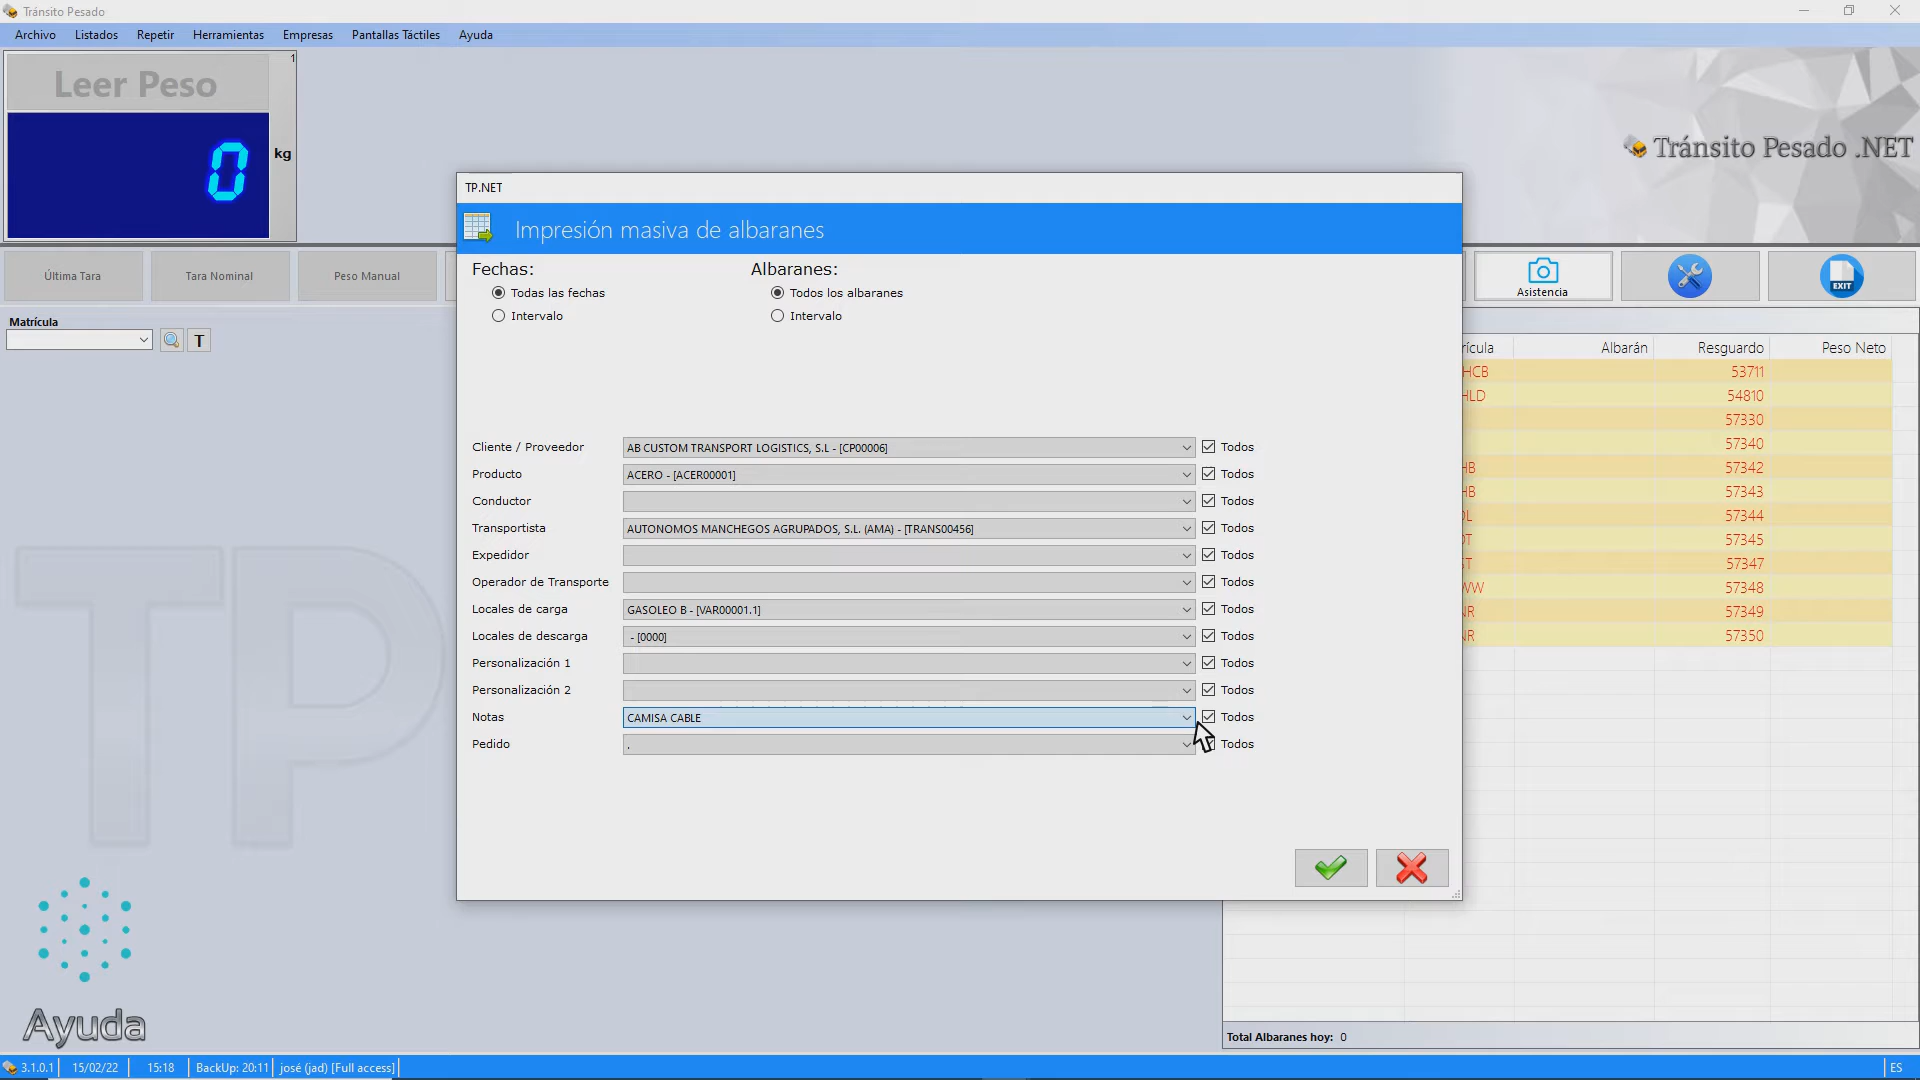 Tránsito Pesado
Archivo Listados Repetir Herramientas Empresas Pantallas Táctiles Ayuda
Leer Peso
1
0
kg
Tránsito Pesado .NET
Última Tara Tara Nominal Peso Manual
Asistencia
EXIT
Matrícula
T
TP.NET
Impresión masiva de albaranes
Fechas: Albaranes:
Todas las fechas Todos los albaranes
Intervalo Intervalo
Cliente / Proveedor AB CUSTOM TRANSPORT LOGISTICS, S.L - [CP00006] Todos
Producto ACERO - [ACER00001] Todos
Conductor Todos
Transportista AUTONOMOS MANCHEGOS AGRUPADOS, S.L. (AMA) - [TRANS00456] Todos
Expedidor Todos
Operador de Transporte Todos
Locales de carga GASOLEO B - [VAR00001.1] Todos
Locales de descarga - [0000] Todos
Personalización 1 Todos
Personalización 2 Todos
Notas CAMISA CABLE Todos
Pedido . Todos
rícula Albarán Resguardo Peso Neto
HCB 53711
HLD 54810
57330
57340
HB 57342
HB 57343
DL 57344
DT 57345
ST 57347
WW 57348
NR 57349
NR 57350
TP
Ayuda
Total Albaranes hoy: 0
3.1.0.1 15/02/22 15:18 BackUp: 20:11 josé (jad) [Full access] ES